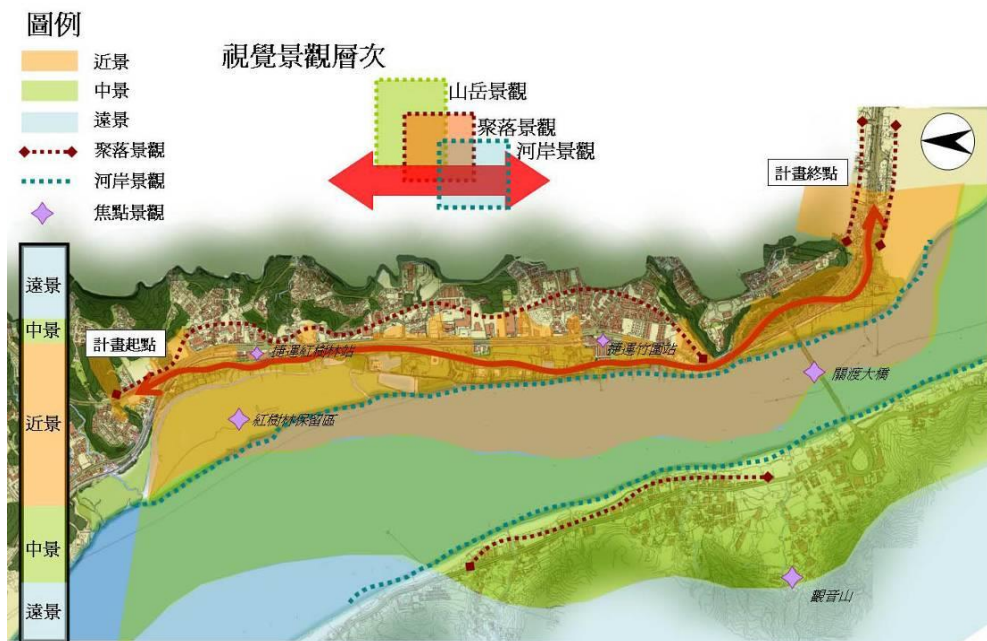 圖例
近景
中景
遠景
聚落景觀
河岸景觀
焦點景觀
視覺景觀層次
山岳景觀
聚落景觀
河岸景觀
計畫終點
遠景
中景
近景
中景
遠景
計畫起點
捷運紅樹林站
捷運竹圍站
紅樹林保留區
關渡大橋
觀音山